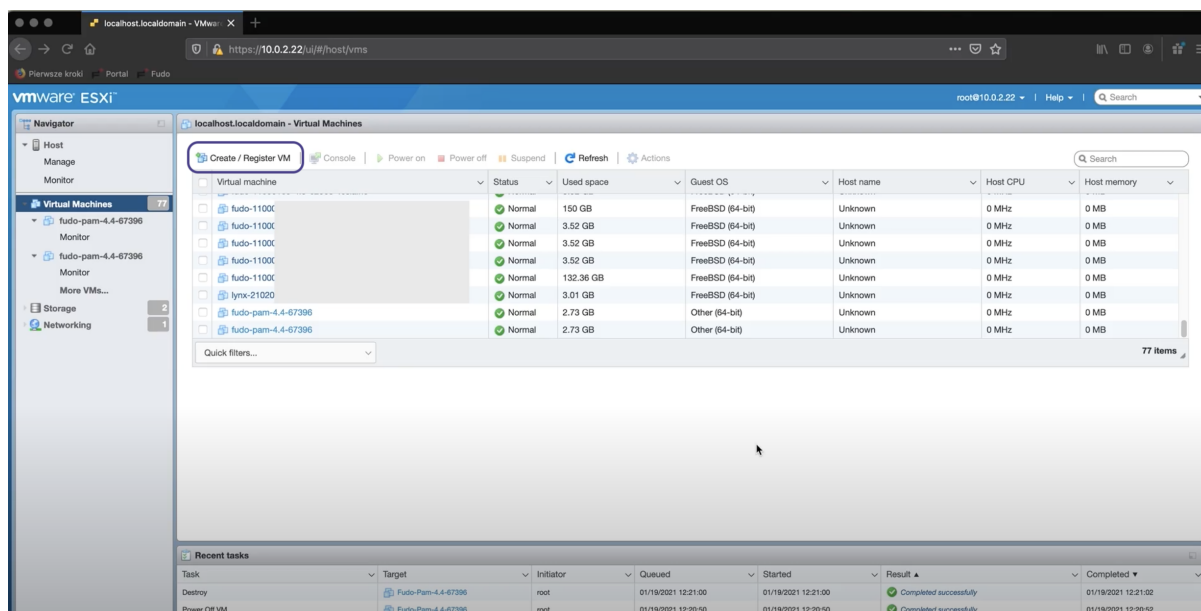 localhost.localdomain - VMwar
https://10.0.2.22/ui/#/host/vms
Pierwsze kroki Portal Fudo
vmware ESXi
root@10.0.2.22 | Help | Search
Navigator
localhost.localdomain - Virtual Machines
Host
Manage
Monitor
Virtual Machines 77
fudo-pam-4.4-67396
Monitor
fudo-pam-4.4-67396
Monitor
More VMs...
Storage 2
Networking 1
Create / Register VM | Console | Power on Power off Suspend | Refresh | Actions
Search
Virtual machine Status Used space Guest OS Host name Host CPU Host memory
fudo-11000 Normal 150 GB FreeBSD (64-bit) Unknown 0 MHz 0 MB
fudo-11000 Normal 3.52 GB FreeBSD (64-bit) Unknown 0 MHz 0 MB
fudo-11000 Normal 3.52 GB FreeBSD (64-bit) Unknown 0 MHz 0 MB
fudo-11000 Normal 3.52 GB FreeBSD (64-bit) Unknown 0 MHz 0 MB
fudo-11000 Normal 132.36 GB FreeBSD (64-bit) Unknown 0 MHz 0 MB
lynx-21020 Normal 3.01 GB FreeBSD (64-bit) Unknown 0 MHz 0 MB
fudo-pam-4.4-67396 Normal 2.73 GB Other (64-bit) Unknown 0 MHz 0 MB
fudo-pam-4.4-67396 Normal 2.73 GB Other (64-bit) Unknown 0 MHz 0 MB
Quick filters...
77 items
Recent tasks
Task Target Initiator Queued Started Result Completed
Destroy Fudo-Pam-4.4-67396 root 01/19/2021 12:21:00 01/19/2021 12:21:00 Completed successfully 01/19/2021 12:21:02
Power Off VM Fudo-Pam-4.4-67396 root 01/19/2021 12:20:50 01/19/2021 12:20:50 Completed successfully 01/19/2021 12:20:52